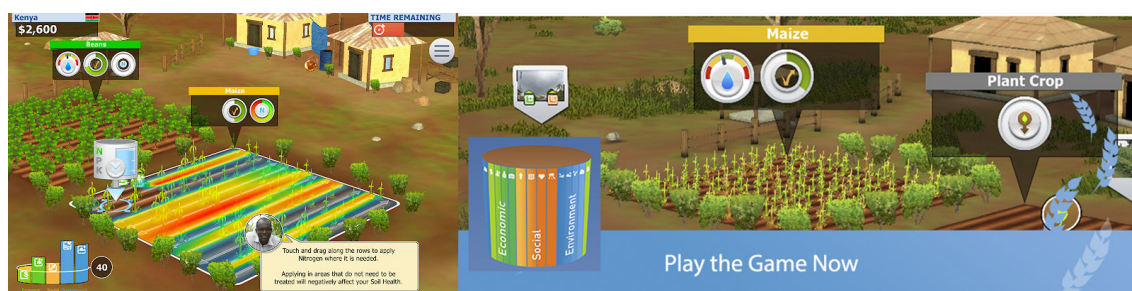 Kenya
$2,600
TIME REMAINING
Beans
Maize
N
N
P
K
Touch and drag along the rows to apply
Nitrogen where it is needed.
Applying in areas that do not need to be
treated will negatively affect your Soil Health.
40
Maize
Plant Crop
Economic
Social
Environment
Play the Game Now